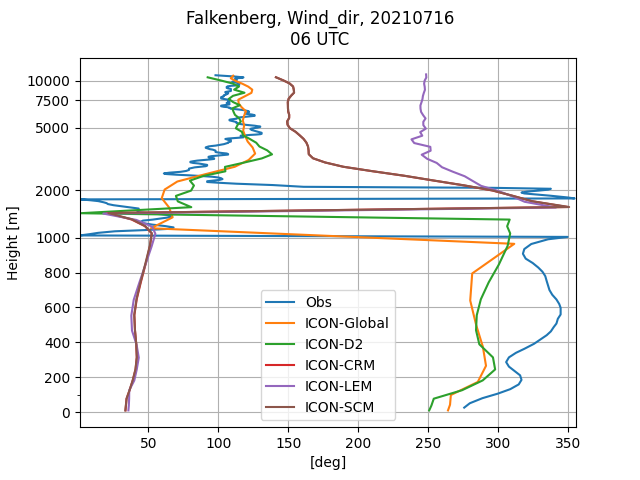 Falkenberg, Wind_dir, 20210716
06 UTC
Height [m]
10000
7500
5000
2000
1000
800
600
400
200
0
Obs
ICON-Global
ICON-D2
ICON-CRM
ICON-LEM
ICON-SCM
50 100 150 200 250 300 350
[deg]